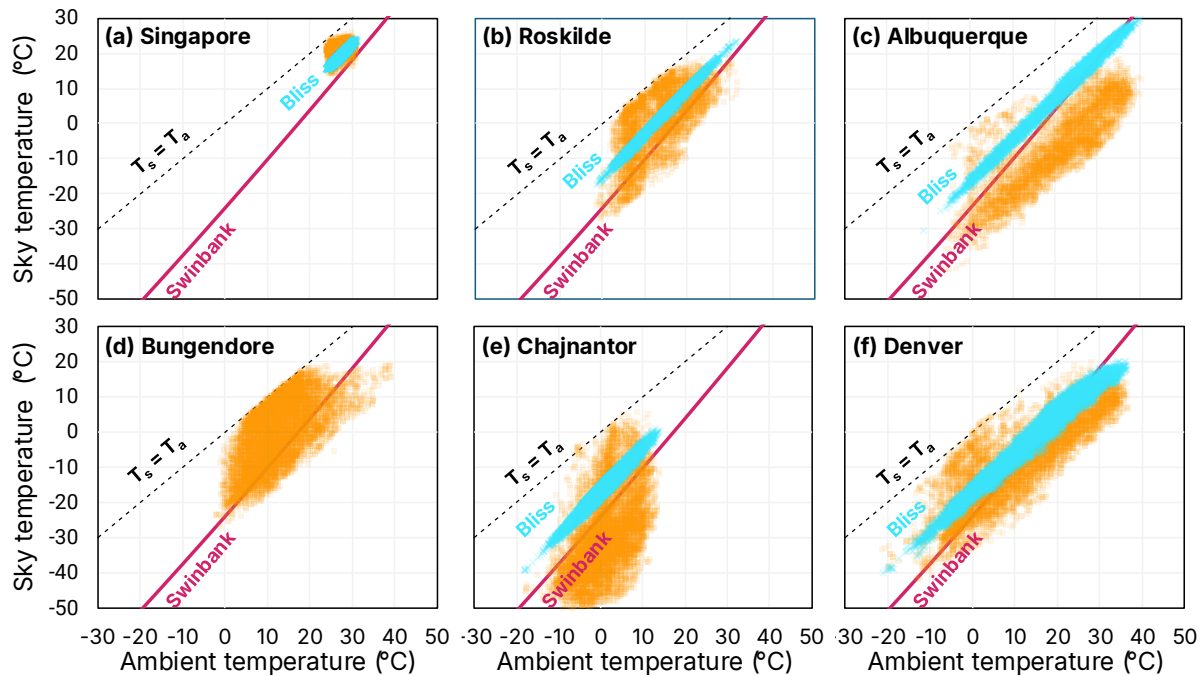 (a) Singapore
(b) Roskilde
(c) Albuquerque
30
20
10
0
-10
-20
-30
-40
-50
Sky temperature (°C)
Tₛ = Tₐ
Bliss
Swinbank
Tₛ = Tₐ
Bliss
Swinbank
Tₛ = Tₐ
Bliss
Swinbank
(d) Bungendore
(e) Chajnantor
(f) Denver
30
20
10
0
-10
-20
-30
-40
-50
Sky temperature (°C)
Tₛ = Tₐ
Swinbank
Tₛ = Tₐ
Bliss
Swinbank
Tₛ = Tₐ
Bliss
Swinbank
-30 -20 -10 0 10 20 30 40 50
-30 -20 -10 0 10 20 30 40 50
-30 -20 -10 0 10 20 30 40 50
Ambient temperature (°C)
Ambient temperature (°C)
Ambient temperature (°C)